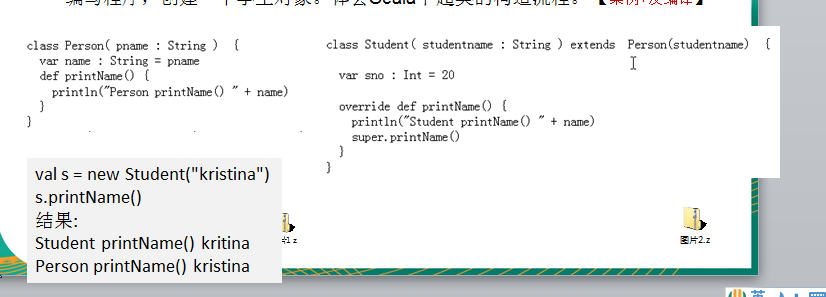 编写程序，创建一个学生对象。体会Scala中超类的构造流程。【案例+反编译】
class Person( pname : String )  {
var name : String = pname
def printName() {
println("Person printName() " + name)
}
}
class Student( studentname : String ) extends  Person(studentname)  {
var sno : Int = 20
override def printName() {
println("Student printName() " + name)
super.printName()
}
}
val s = new Student("kristina")
s.printName()
结果:
Student printName() kritina
Person printName() kristina
片1.z
图片2.z
英